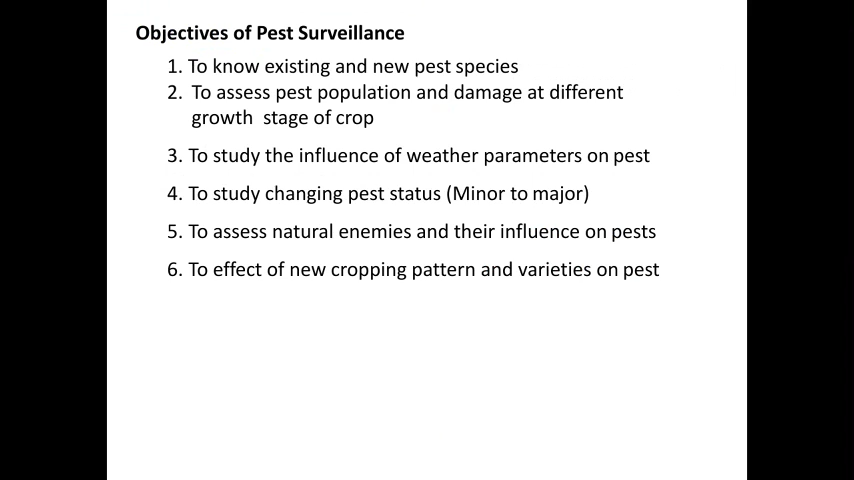 Objectives of Pest Surveillance
1. To know existing and new pest species
2. To assess pest population and damage at different
growth stage of crop
3. To study the influence of weather parameters on pest
4. To study changing pest status (Minor to major)
5. To assess natural enemies and their influence on pests
6. To effect of new cropping pattern and varieties on pest